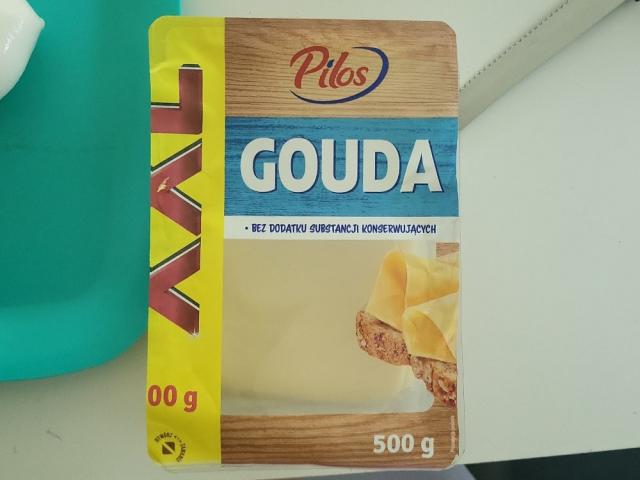 Pilos
XXL
GOUDA
• BEZ DODATKU SUBSTANCJI KONSERWUJĄCYCH
00 g
500 g